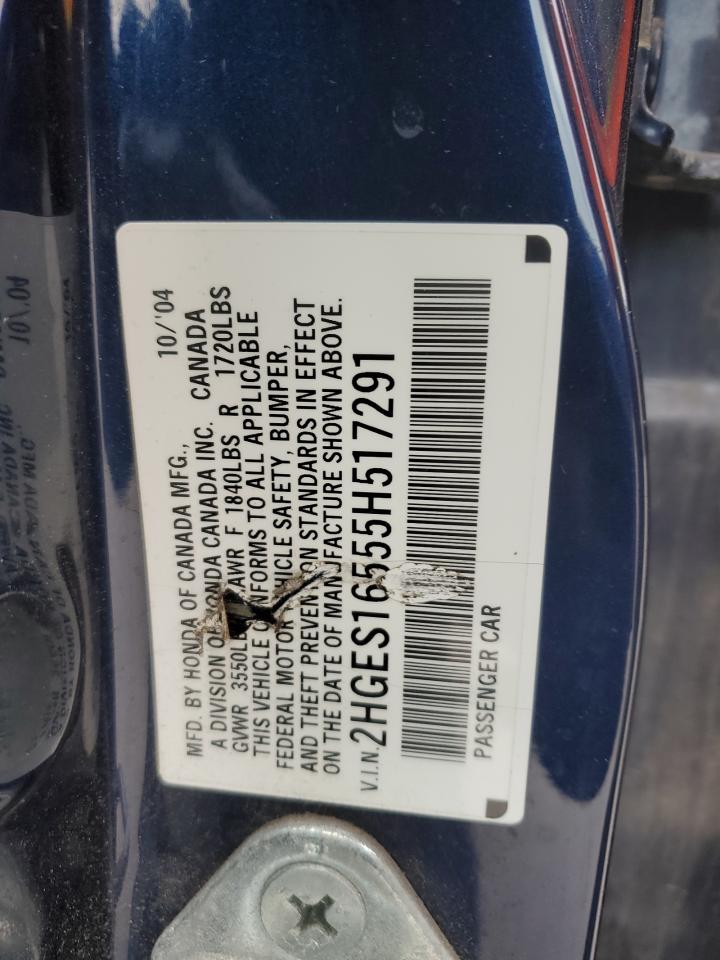 MFD. BY HONDA OF CANADA MFG., 10/'04
A DIVISION OF HONDA CANADA INC. CANADA
GVWR 3550LBS GAWR F 1840LBS R 1720LBS
THIS VEHICLE CONFORMS TO ALL APPLICABLE
FEDERAL MOTOR VEHICLE SAFETY, BUMPER,
AND THEFT PREVENTION STANDARDS IN EFFECT
ON THE DATE OF MANUFACTURE SHOWN ABOVE.
V.I.N. 2HGES16555H517291
PASSENGER CAR